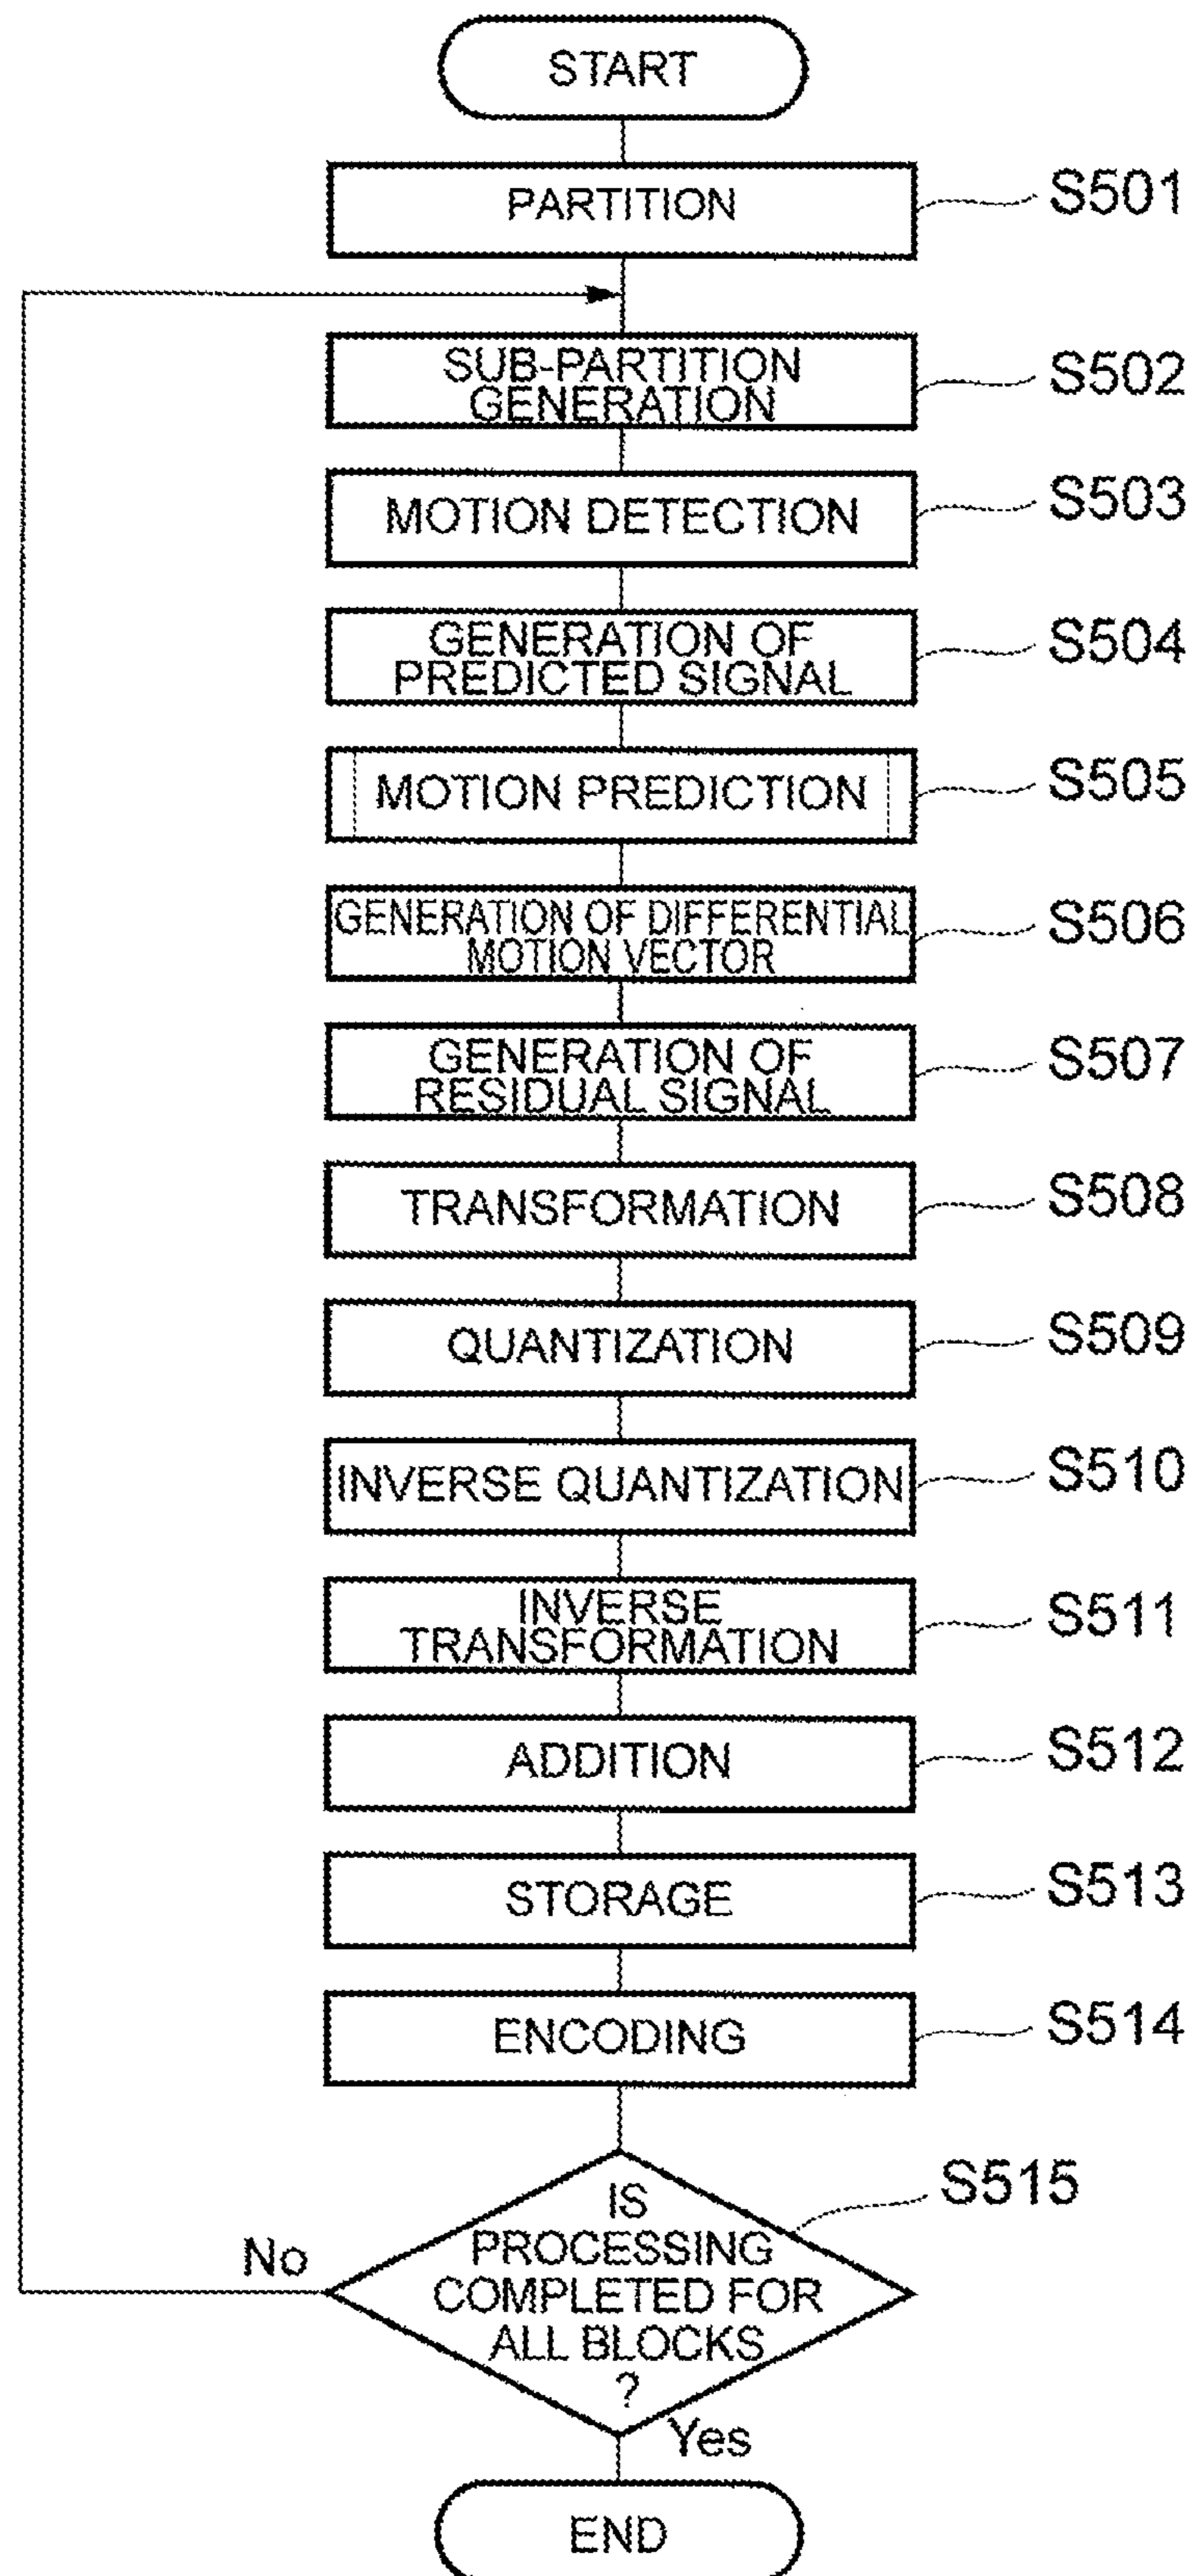 START
PARTITION
S501
SUB-PARTITION
GENERATION
S502
MOTION DETECTION
S503
GENERATION OF
PREDICTED SIGNAL
S504
MOTION PREDICTION
S505
GENERATION OF DIFFERENTIAL
MOTION VECTOR
S506
GENERATION OF
RESIDUAL SIGNAL
S507
TRANSFORMATION
S508
QUANTIZATION
S509
INVERSE QUANTIZATION
S510
INVERSE
TRANSFORMATION
S511
ADDITION
S512
STORAGE
S513
ENCODING
S514
S515
IS
PROCESSING
COMPLETED FOR
ALL BLOCKS
?
No
Yes
END